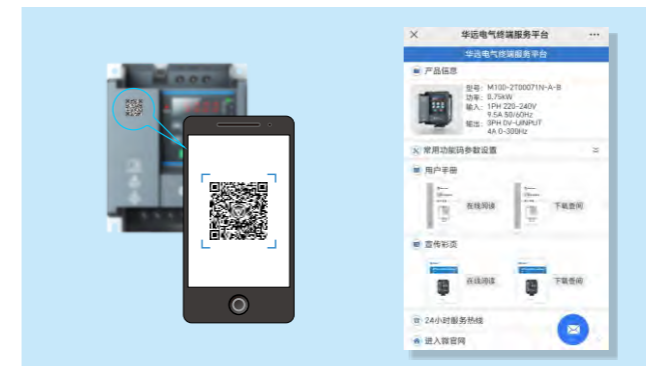 华远电气终端服务平台
华远电气终端服务平台
产品信息
型号: M100-2T00071N-A-B
功率: 0.75kW
输入: 1PH 220-240V
9.5A 50/60Hz
输出: 3PH 0V-UINPUT
4A 0-300Hz
常用功能码参数设置
用户手册
在线阅读
下载查阅
宣传彩页
在线阅读
下载查阅
24小时服务热线
进入微官网